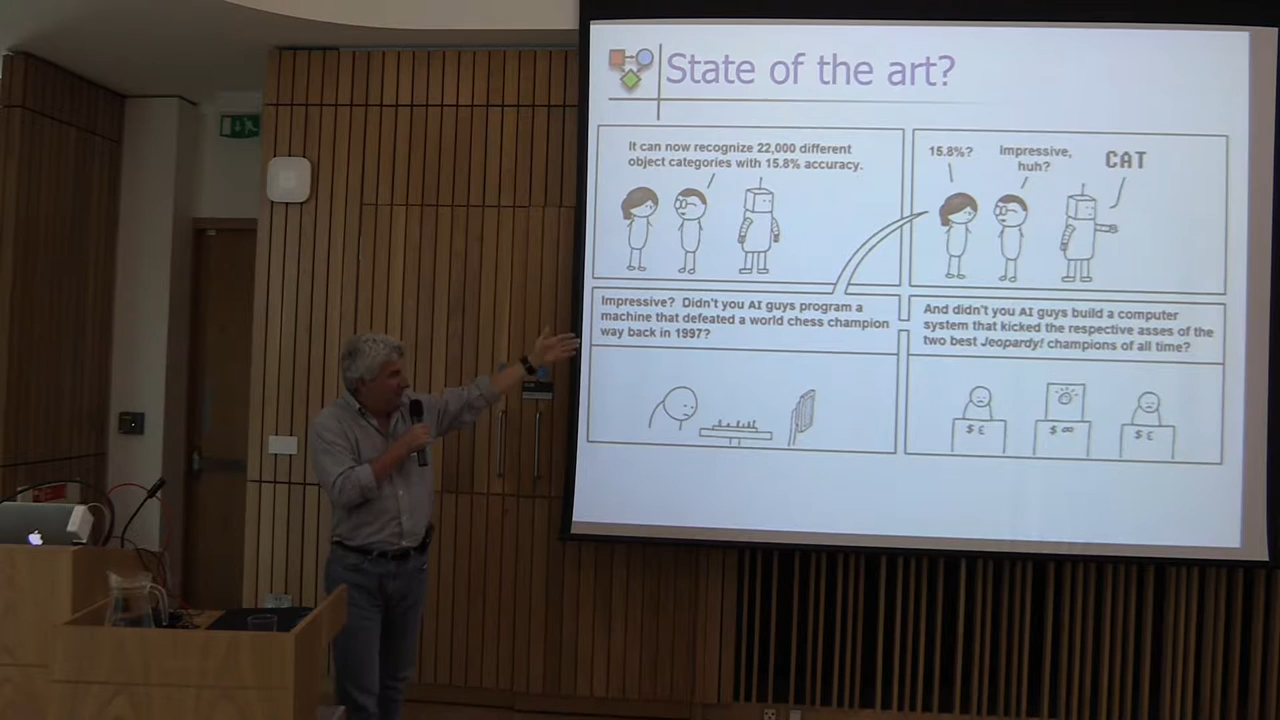 State of the art?
It can now recognize 22,000 different
object categories with 15.8% accuracy.
15.8%?
Impressive,
huh?
CAT
Impressive? Didn't you AI guys program a
machine that defeated a world chess champion
way back in 1997?
And didn't you AI guys build a computer
system that kicked the respective asses of the
two best Jeopardy! champions of all time?
$ £
$ ∞
$ £